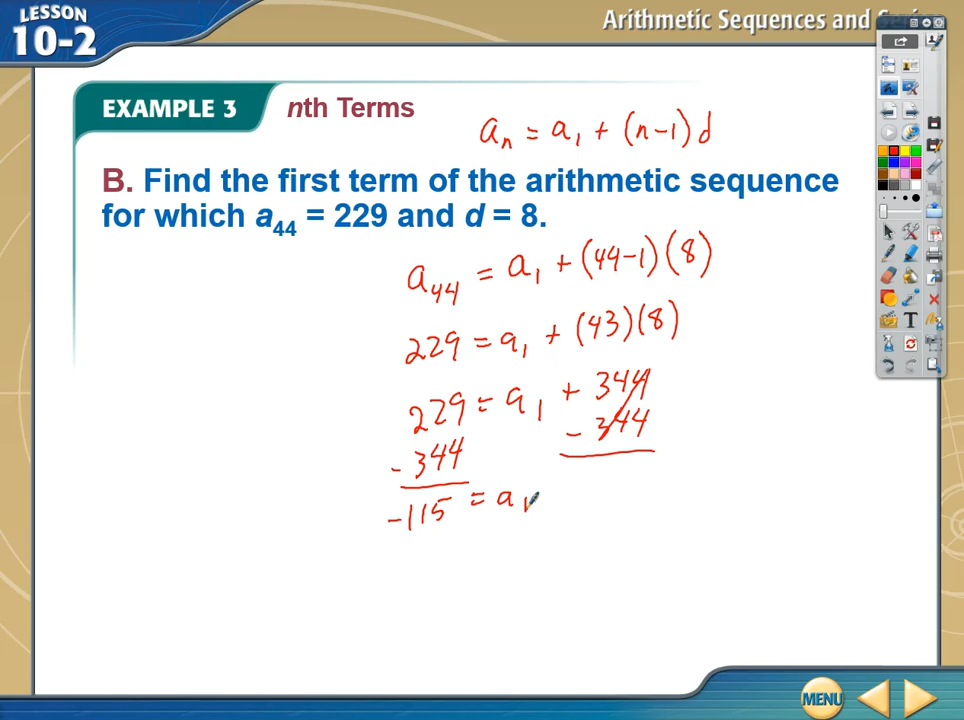 LESSON
10-2
Arithmetic Sequences and
EXAMPLE 3
nth Terms
aₙ = a₁ + (n-1)d
B. Find the first term of the arithmetic sequence
for which a₄₄ = 229 and d = 8.
a₄₄ = a₁ + (44-1)(8)
229 = a₁ + (43)(8)
229 = a₁ + 344
-344 -344
-115 = a₁
MENU